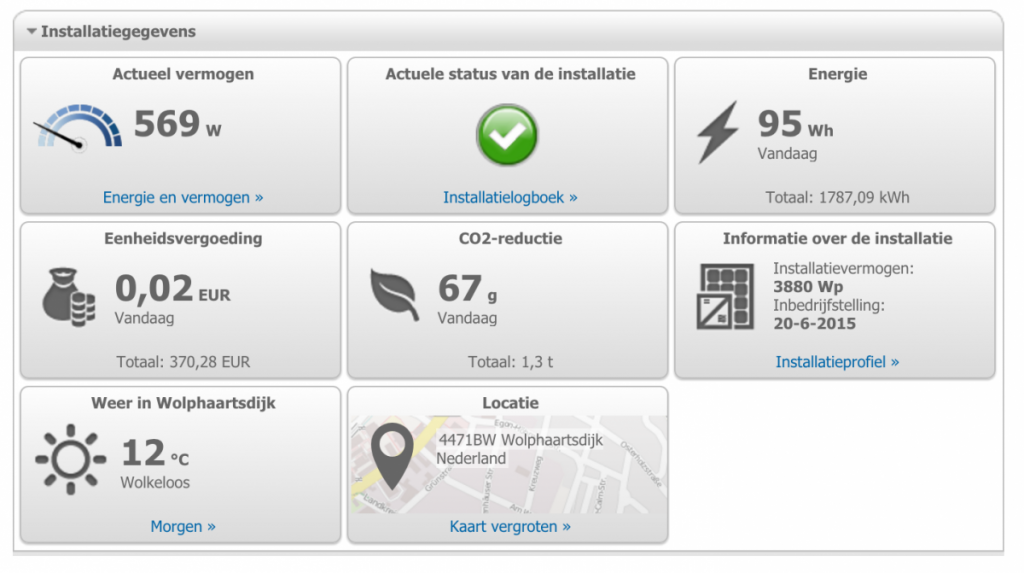 Installatiegegevens
Actueel vermogen
569 W
Energie en vermogen »
Actuele status van de installatie
Installatielogboek »
Energie
95 Wh
Vandaag
Totaal: 1787,09 kWh
Eenheidsvergoeding
0,02 EUR
Vandaag
Totaal: 370,28 EUR
CO2-reductie
67 g
Vandaag
Totaal: 1,3 t
Informatie over de installatie
Installatievermogen:
3880 Wp
Inbedrijfstelling:
20-6-2015
Installatieprofiel »
Weer in Wolphaartsdijk
12 °C
Wolkeloos
Morgen »
Locatie
4471BW Wolphaartsdijk
Nederland
Kaart vergroten »